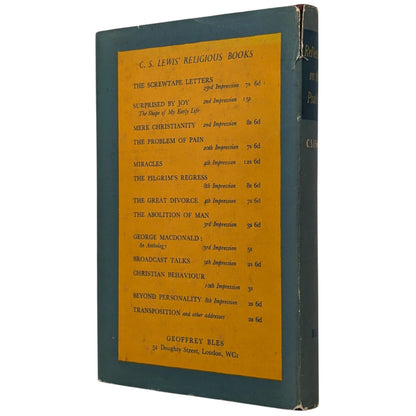 C. S. LEWIS' RELIGIOUS BOOKS
THE SCREWTAPE LETTERS
23rd Impression 7s 6d
SURPRISED BY JOY 2nd Impression 15s
The Shape of My Early Life
MERE CHRISTIANITY 2nd Impression 8s 6d
THE PROBLEM OF PAIN
20th Impression 7s 6d
MIRACLES 4th Impression 12s 6d
THE PILGRIM'S REGRESS
8th Impression 8s 6d
THE GREAT DIVORCE 4th Impression 7s 6d
THE ABOLITION OF MAN
3rd Impression 3s 6d
GEORGE MACDONALD:
An Anthology 3rd Impression 5s
BROADCAST TALKS 9th Impression 2s 6d
CHRISTIAN BEHAVIOUR
10th Impression 3s
BEYOND PERSONALITY 8th Impression 2s 6d
TRANSPOSITION and other addresses 2s 6d
GEOFFREY BLES
52 Doughty Street, London, WC1